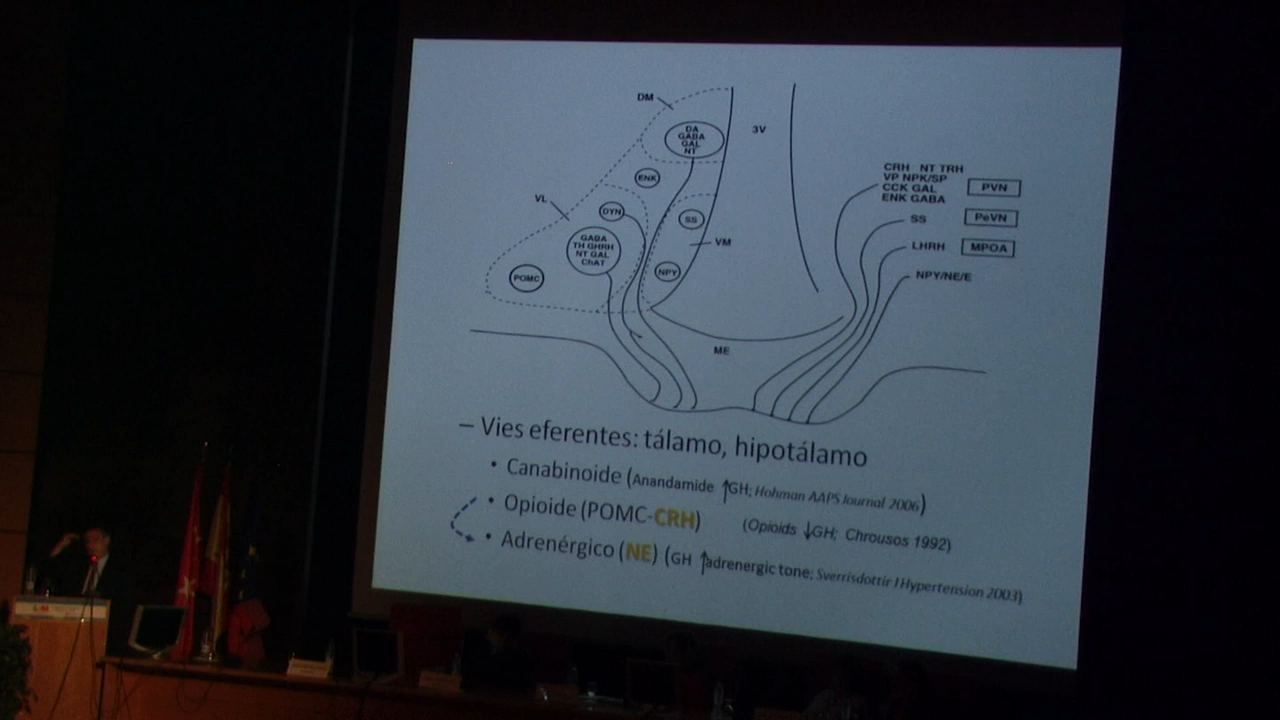 DM
3V
DA
GABA
GAL
NT
ENK
VL
DYN
SS
VM
GABA
TH GHRH
NT GAL
ChAT
NPY
POMC
ME
CRH NT TRH
VP NPK/SP
CCK GAL
ENK GABA
PVN
SS
PeVN
LHRH
MPOA
NPY/NE/E
– Vies eferentes: tálamo, hipotálamo
• Canabinoide (Anandamide ↑GH; Hohman AAPS Journal 2006)
• Opioide (POMC-CRH) (Opioids ↓GH; Chrousos 1992)
• Adrenérgico (NE) (GH ↑adrenergic tone; Sverrisdottir J Hypertension 2003)